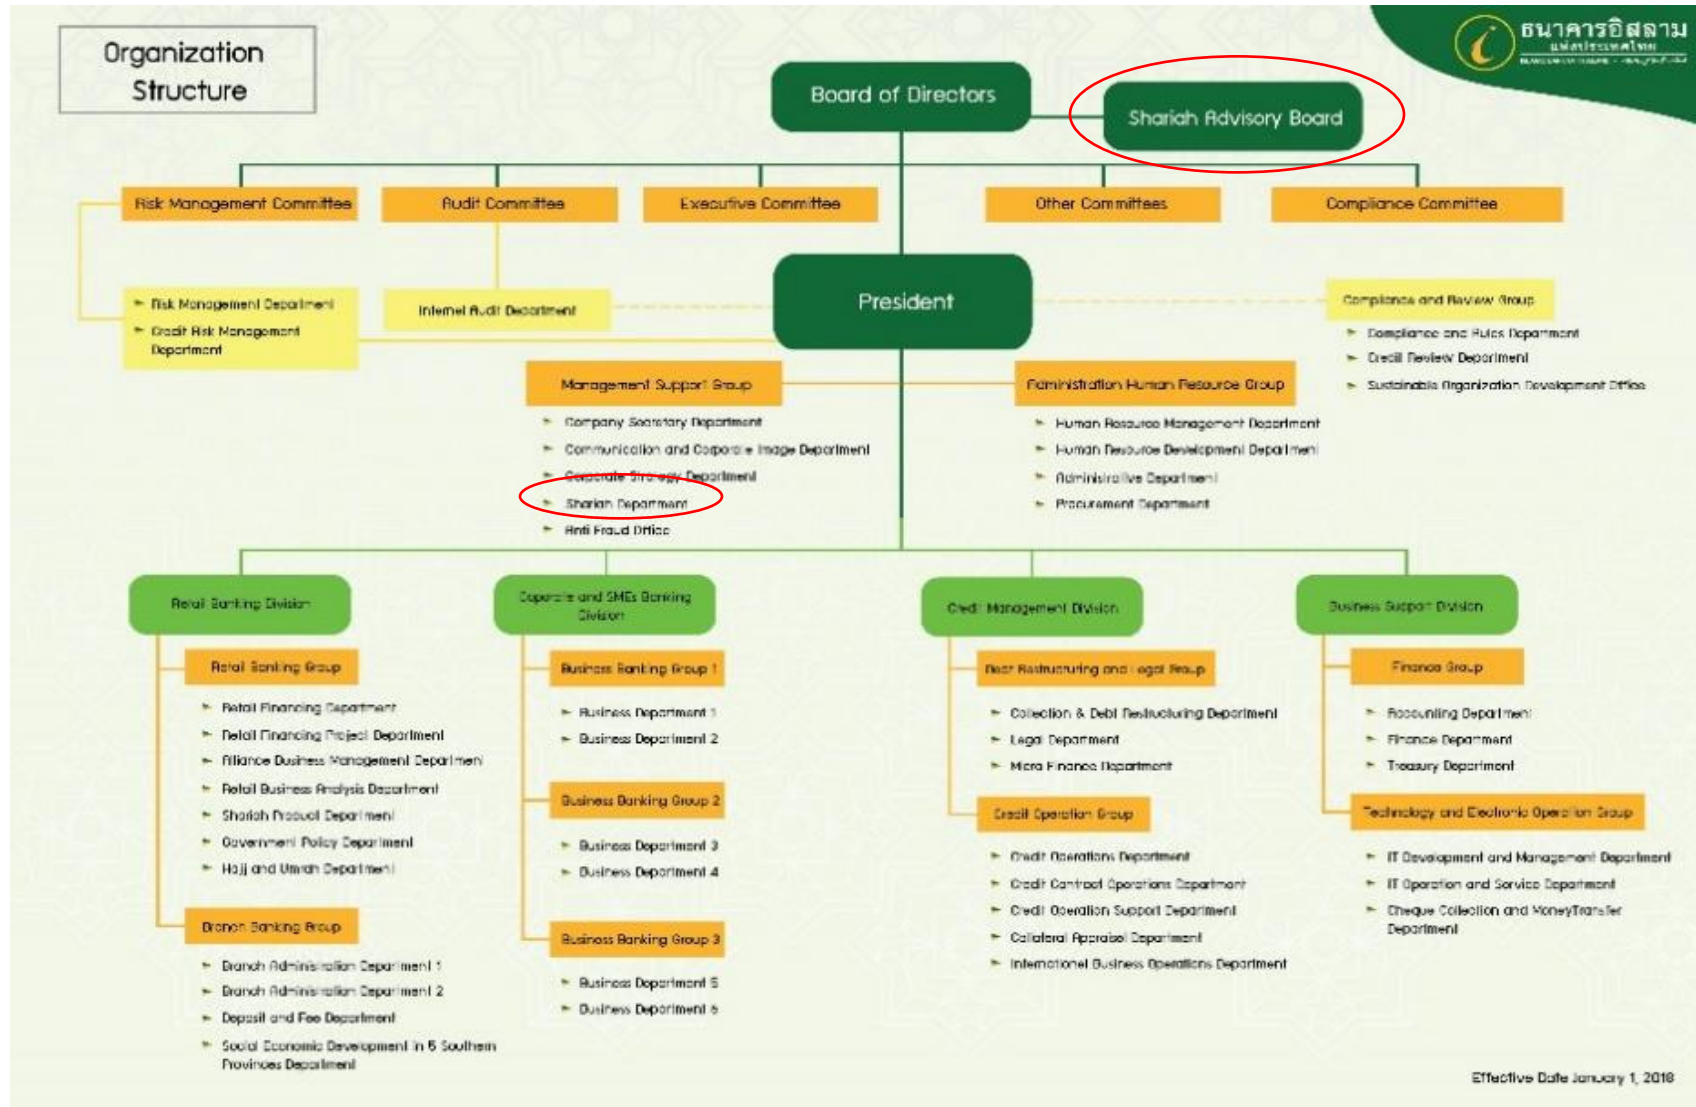 Organization
Structure
ธนาคารอิสลาม
แห่งประเทศไทย
Board of Directors
Shariah Advisory Board
Risk Management Committee
Audit Committee
Executive Committee
Other Committees
Compliance Committee
President
Risk Management Department
Credit Risk Management
Department
Internal Audit Department
Compliance and Review Group
Compliance and Rules Department
Credit Review Department
Sustainable Organization Development Office
Management Support Group
Company Secretary Department
Communication and Corporate Image Department
Corporate Strategy Department
Shariah Department
Anti Fraud Office
Administration Human Resource Group
Human Resource Management Department
Human Resource Development Department
Administrative Department
Procurement Department
Retail Banking Division
Retail Banking Group
Retail Financing Department
Retail Financing Project Department
Alliance Business Management Department
Retail Business Analysis Department
Shariah Product Department
Government Policy Department
Hajj and Umrah Department
Branch Banking Group
Branch Administration Department 1
Branch Administration Department 2
Deposit and Fee Department
Social Economic Development in 5 Southern
Provinces Department
Coporate and SMEs Banking
Division
Business Banking Group 1
Business Department 1
Business Department 2
Business Banking Group 2
Business Department 3
Business Department 4
Business Banking Group 3
Business Department 5
Business Department 6
Credit Management Division
Debt Restructuring and Legal Group
Collection & Debt Restructuring Department
Legal Department
Micro Finance Department
Credit Operation Group
Credit Operations Department
Credit Contract Operations Department
Credit Operation Support Department
Collateral Appraisal Department
International Business Operations Department
Business Support Division
Finance Group
Accounting Department
Finance Department
Treasury Department
Technology and Electronic Operation Group
IT Development and Management Department
IT Operation and Service Department
Cheque Collection and MoneyTransfer
Department
Effective Date January 1, 2018